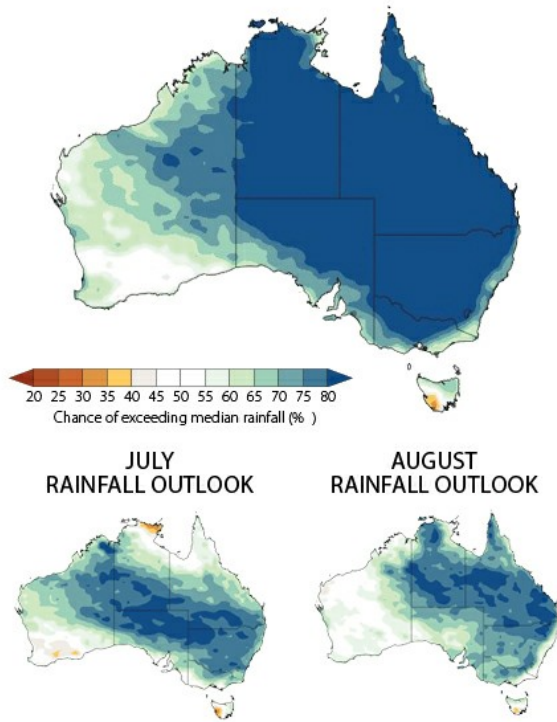 20 25 30 35 40 45 50 55 60 65 70 75 80
Chance of exceeding median rainfall (% )
JULY
RAINFALL OUTLOOK
AUGUST
RAINFALL OUTLOOK